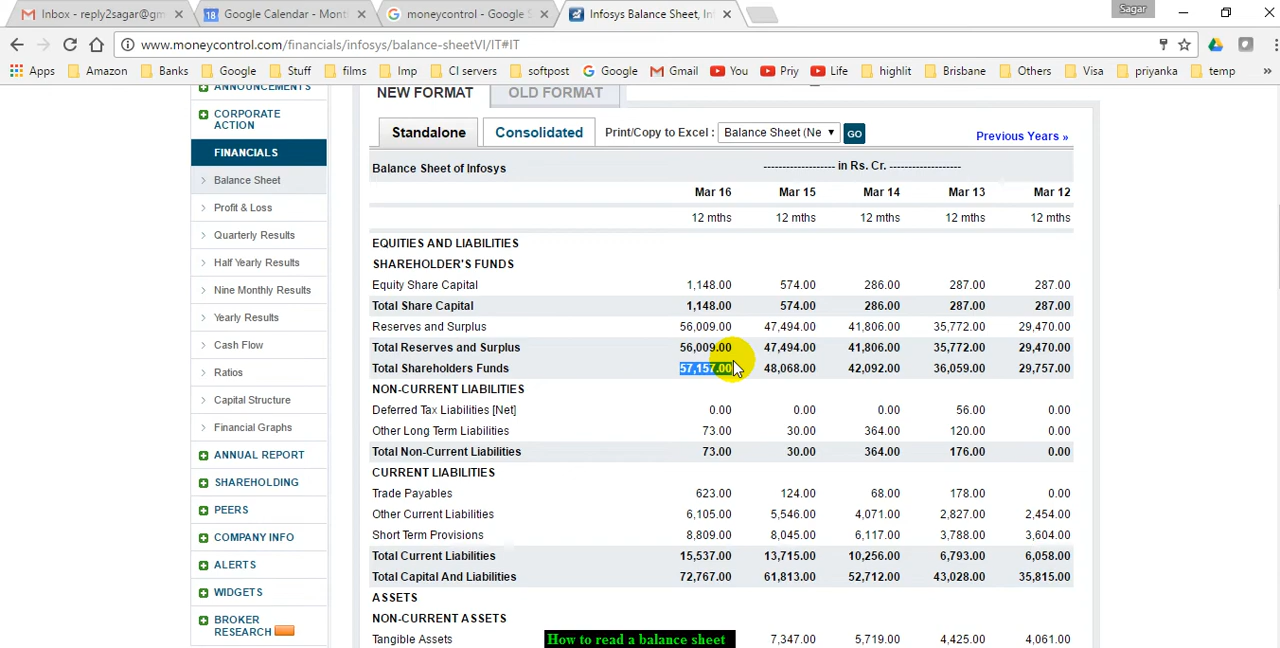 Inbox - reply2sagar@gm
Google Calendar - Mont
moneycontrol - Google S
Infosys Balance Sheet, In
Sagar
www.moneycontrol.com/financials/infosys/balance-sheetVI/IT#IT
Apps Amazon Banks Google Stuff films Imp CI servers softpost Google Gmail You Priy Life highlit Brisbane Others Visa priyanka temp »
ANNOUNCEMENTS
CORPORATE
ACTION
FINANCIALS
Balance Sheet
Profit & Loss
Quarterly Results
Half Yearly Results
Nine Monthly Results
Yearly Results
Cash Flow
Ratios
Capital Structure
Financial Graphs
ANNUAL REPORT
SHAREHOLDING
PEERS
COMPANY INFO
ALERTS
WIDGETS
BROKER
RESEARCH
NEW FORMAT OLD FORMAT
Standalone Consolidated Print/Copy to Excel : Balance Sheet (Ne GO Previous Years »
Balance Sheet of Infosys ------------------- in Rs. Cr. -------------------
Mar 16 Mar 15 Mar 14 Mar 13 Mar 12
12 mths 12 mths 12 mths 12 mths 12 mths
EQUITIES AND LIABILITIES
SHAREHOLDER'S FUNDS
Equity Share Capital 1,148.00 574.00 286.00 287.00 287.00
Total Share Capital 1,148.00 574.00 286.00 287.00 287.00
Reserves and Surplus 56,009.00 47,494.00 41,806.00 35,772.00 29,470.00
Total Reserves and Surplus 56,009.00 47,494.00 41,806.00 35,772.00 29,470.00
Total Shareholders Funds 57,157.00 48,068.00 42,092.00 36,059.00 29,757.00
NON-CURRENT LIABILITIES
Deferred Tax Liabilities [Net] 0.00 0.00 0.00 56.00 0.00
Other Long Term Liabilities 73.00 30.00 364.00 120.00 0.00
Total Non-Current Liabilities 73.00 30.00 364.00 176.00 0.00
CURRENT LIABILITIES
Trade Payables 623.00 124.00 68.00 178.00 0.00
Other Current Liabilities 6,105.00 5,546.00 4,071.00 2,827.00 2,454.00
Short Term Provisions 8,809.00 8,045.00 6,117.00 3,788.00 3,604.00
Total Current Liabilities 15,537.00 13,715.00 10,256.00 6,793.00 6,058.00
Total Capital And Liabilities 72,767.00 61,813.00 52,712.00 43,028.00 35,815.00
ASSETS
NON-CURRENT ASSETS
Tangible Assets 7,347.00 5,719.00 4,425.00 4,061.00
How to read a balance sheet